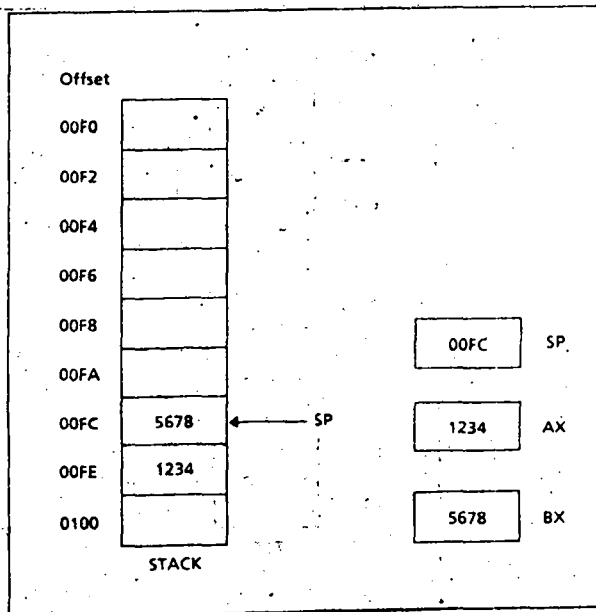 Offset
00F0
00F2
00F4
00F6
00F8
00FC SP
00FA
00FC 5678 SP
1234 AX
00FE 1234
0100
5678 BX
STACK